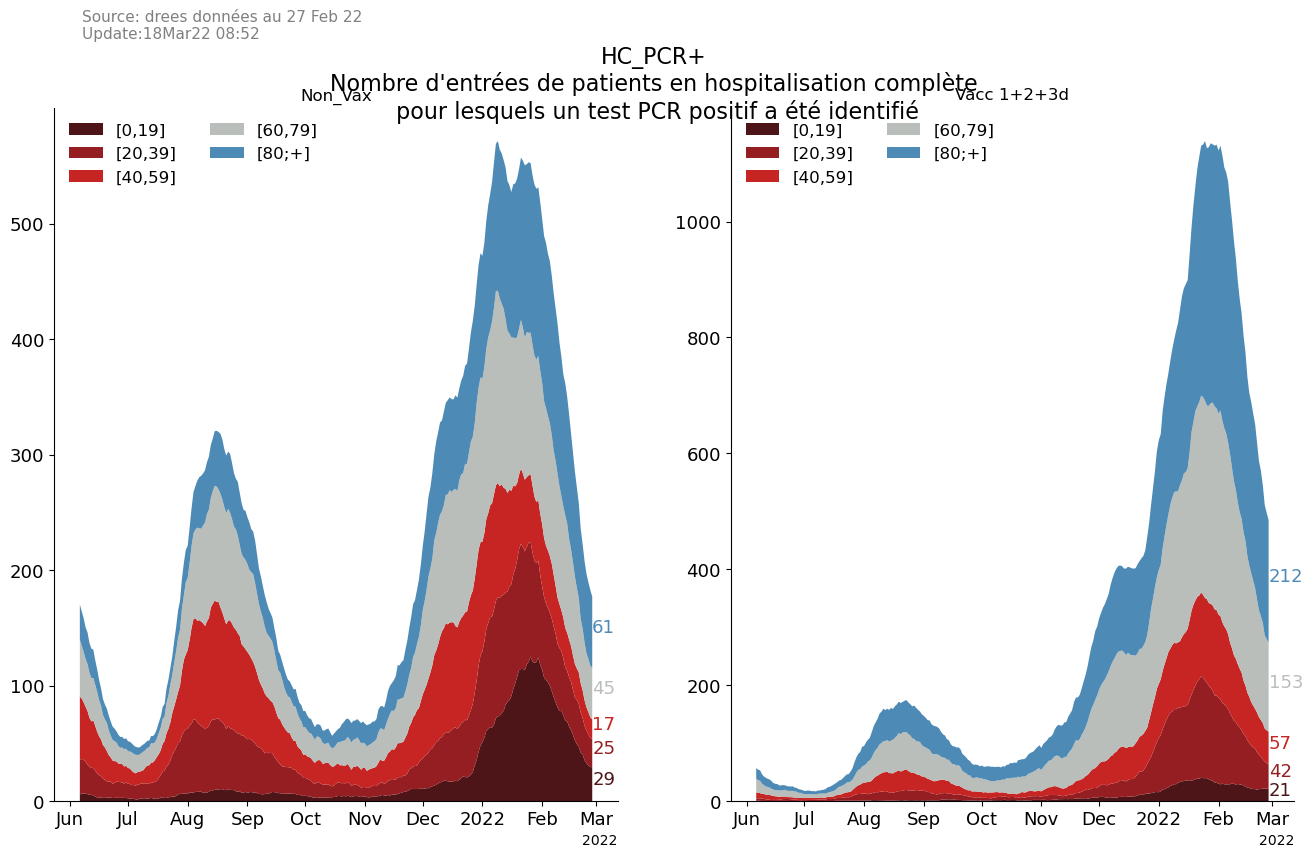 Source: drees données au 27 Feb 22
Update:18Mar22 08:52
HC_PCR+
Nombre d'entrées de patients en hospitalisation complète
pour lesquels un test PCR positif a été identifié
Non_Vax
[0,19]
[20,39]
[40,59]
[60,79]
[80;+]
500
400
300
200
100
0
61
45
17
25
29
Jun
Jul
Aug
Sep
Oct
Nov
Dec
2022
Feb
Mar
2022
Vacc 1+2+3d
[0,19]
[20,39]
[40,59]
[60,79]
[80;+]
1000
800
600
400
200
0
212
153
57
42
21
Jun
Jul
Aug
Sep
Oct
Nov
Dec
2022
Feb
Mar
2022